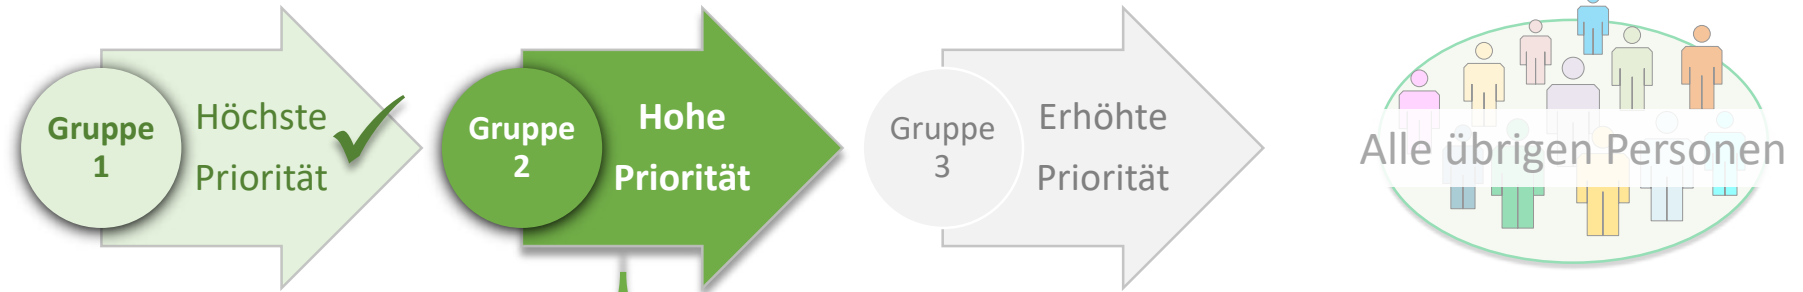 Gruppe
1
Höchste
Priorität
Gruppe
2
Hohe
Priorität
Gruppe
3
Erhöhte
Priorität
Alle übrigen Personen